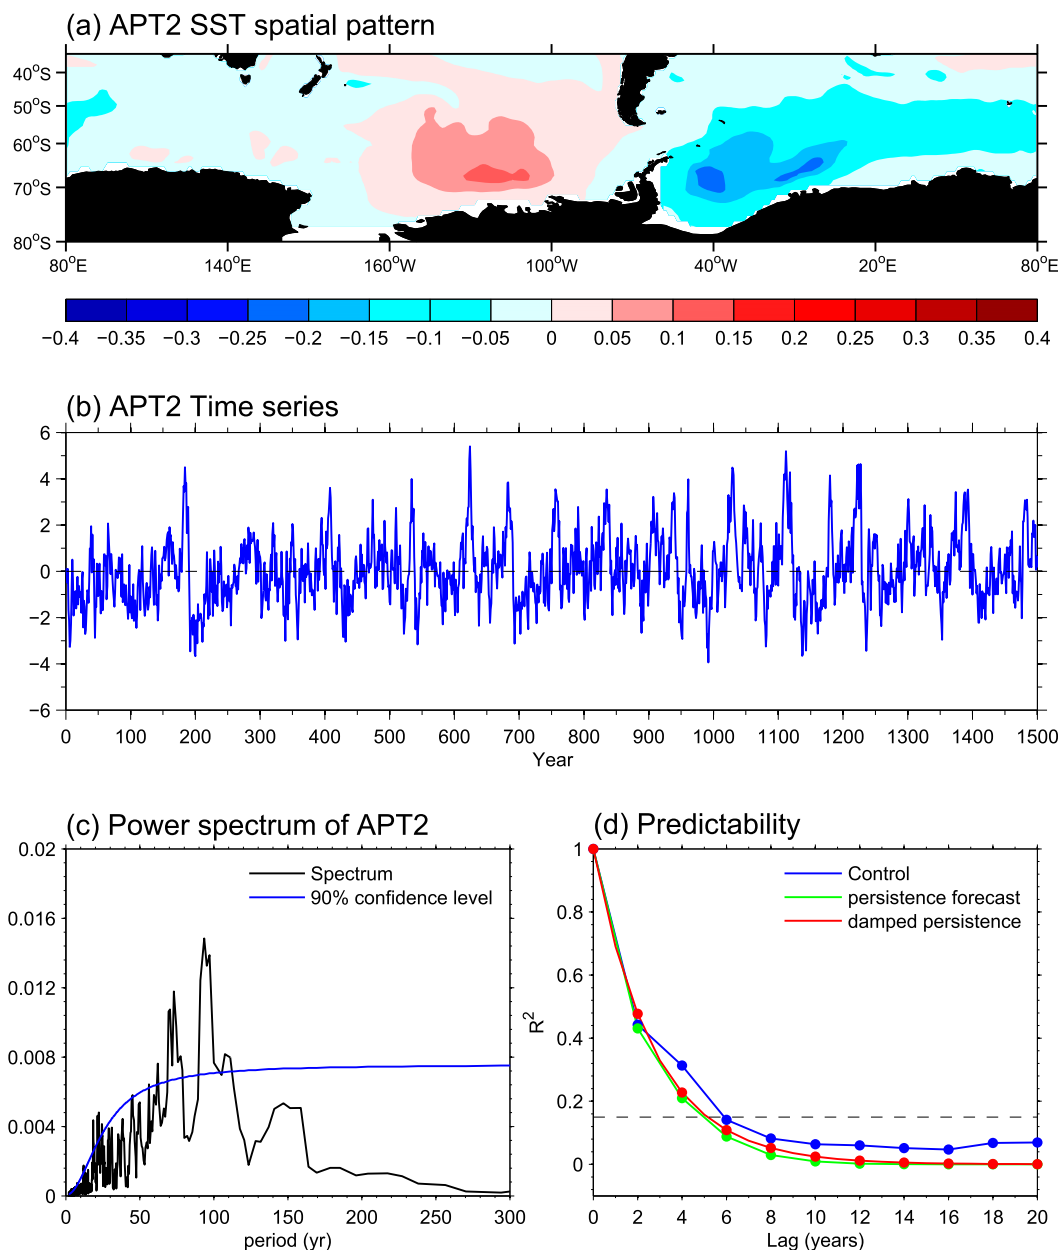 (a) APT2 SST spatial pattern
40°S
50°S
60°S
70°S
80°S
80°E 140°E 160°W 100°W 40°W 20°E 80°E
−0.4 −0.35 −0.3 −0.25 −0.2 −0.15 −0.1 −0.05 0 0.05 0.1 0.15 0.2 0.25 0.3 0.35 0.4
(b) APT2 Time series
6
4
2
0
−2
−4
−6
0 100 200 300 400 500 600 700 800 900 1000 1100 1200 1300 1400 1500
Year
(c) Power spectrum of APT2
0.02
0.016
0.012
0.008
0.004
0
Spectrum
90% confidence level
0 50 100 150 200 250 300
period (yr)
(d) Predictability
1
0.8
0.6
0.4
0.2
0
R²
Control
persistence forecast
damped persistence
0 2 4 6 8 10 12 14 16 18 20
Lag (years)